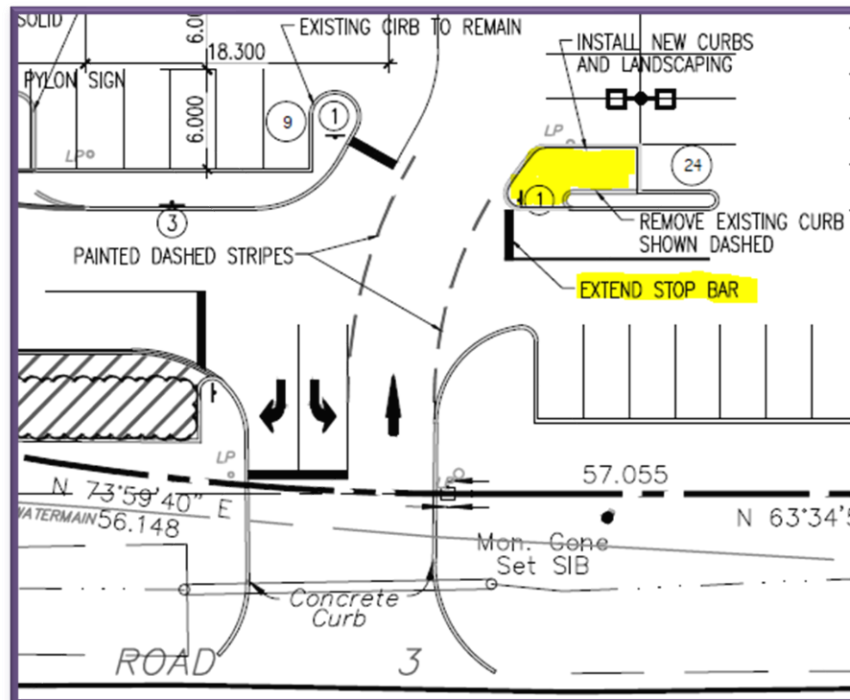 SOLID
EXISTING CIRB TO REMAIN
6.00
18.300
INSTALL NEW CURBS
AND LANDSCAPING
PYLON SIGN
6.000
9
1
LP
LP
24
1
3
REMOVE EXISTING CURB
SHOWN DASHED
PAINTED DASHED STRIPES
EXTEND STOP BAR
LP
57.055
N 73°59'40" E
WATERMAIN
56.148
N 63°34'5
Mon. Gone
Set SIB
Concrete
Curb
ROAD 3